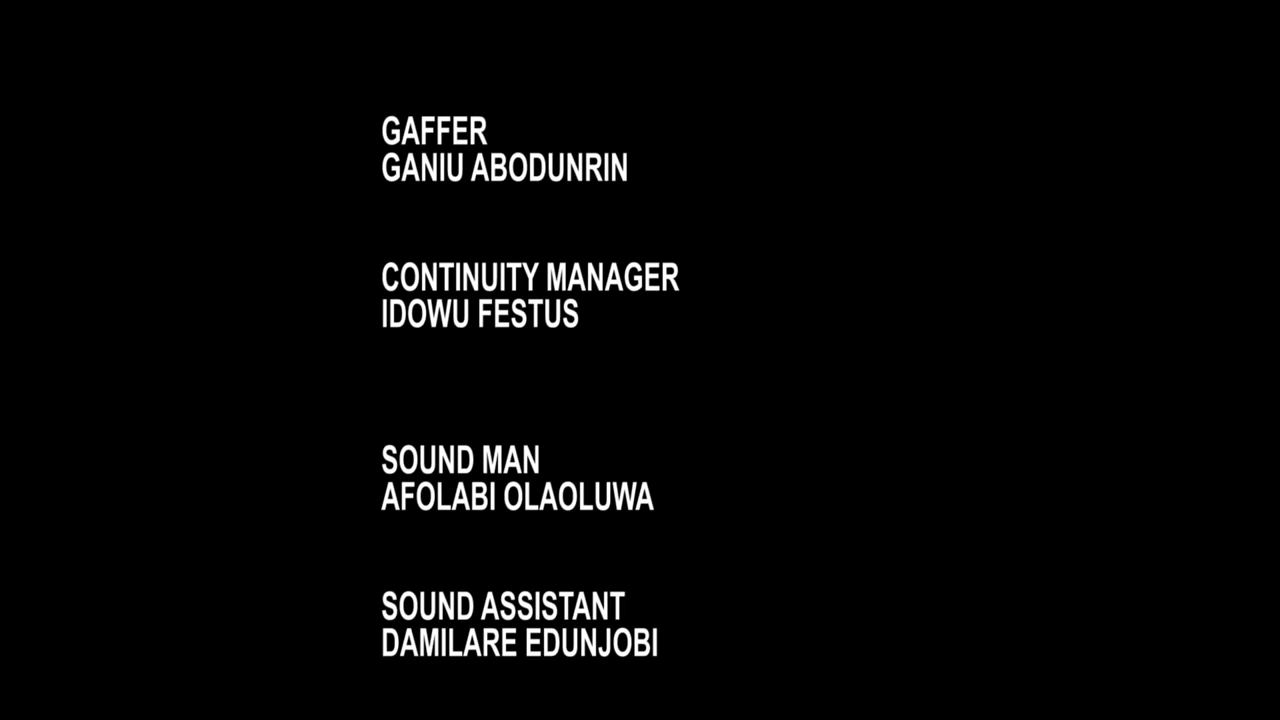 GAFFER
GANIU ABODUNRIN
CONTINUITY MANAGER
IDOWU FESTUS
SOUND MAN
AFOLABI OLAOLUWA
SOUND ASSISTANT
DAMILARE EDUNJOBI